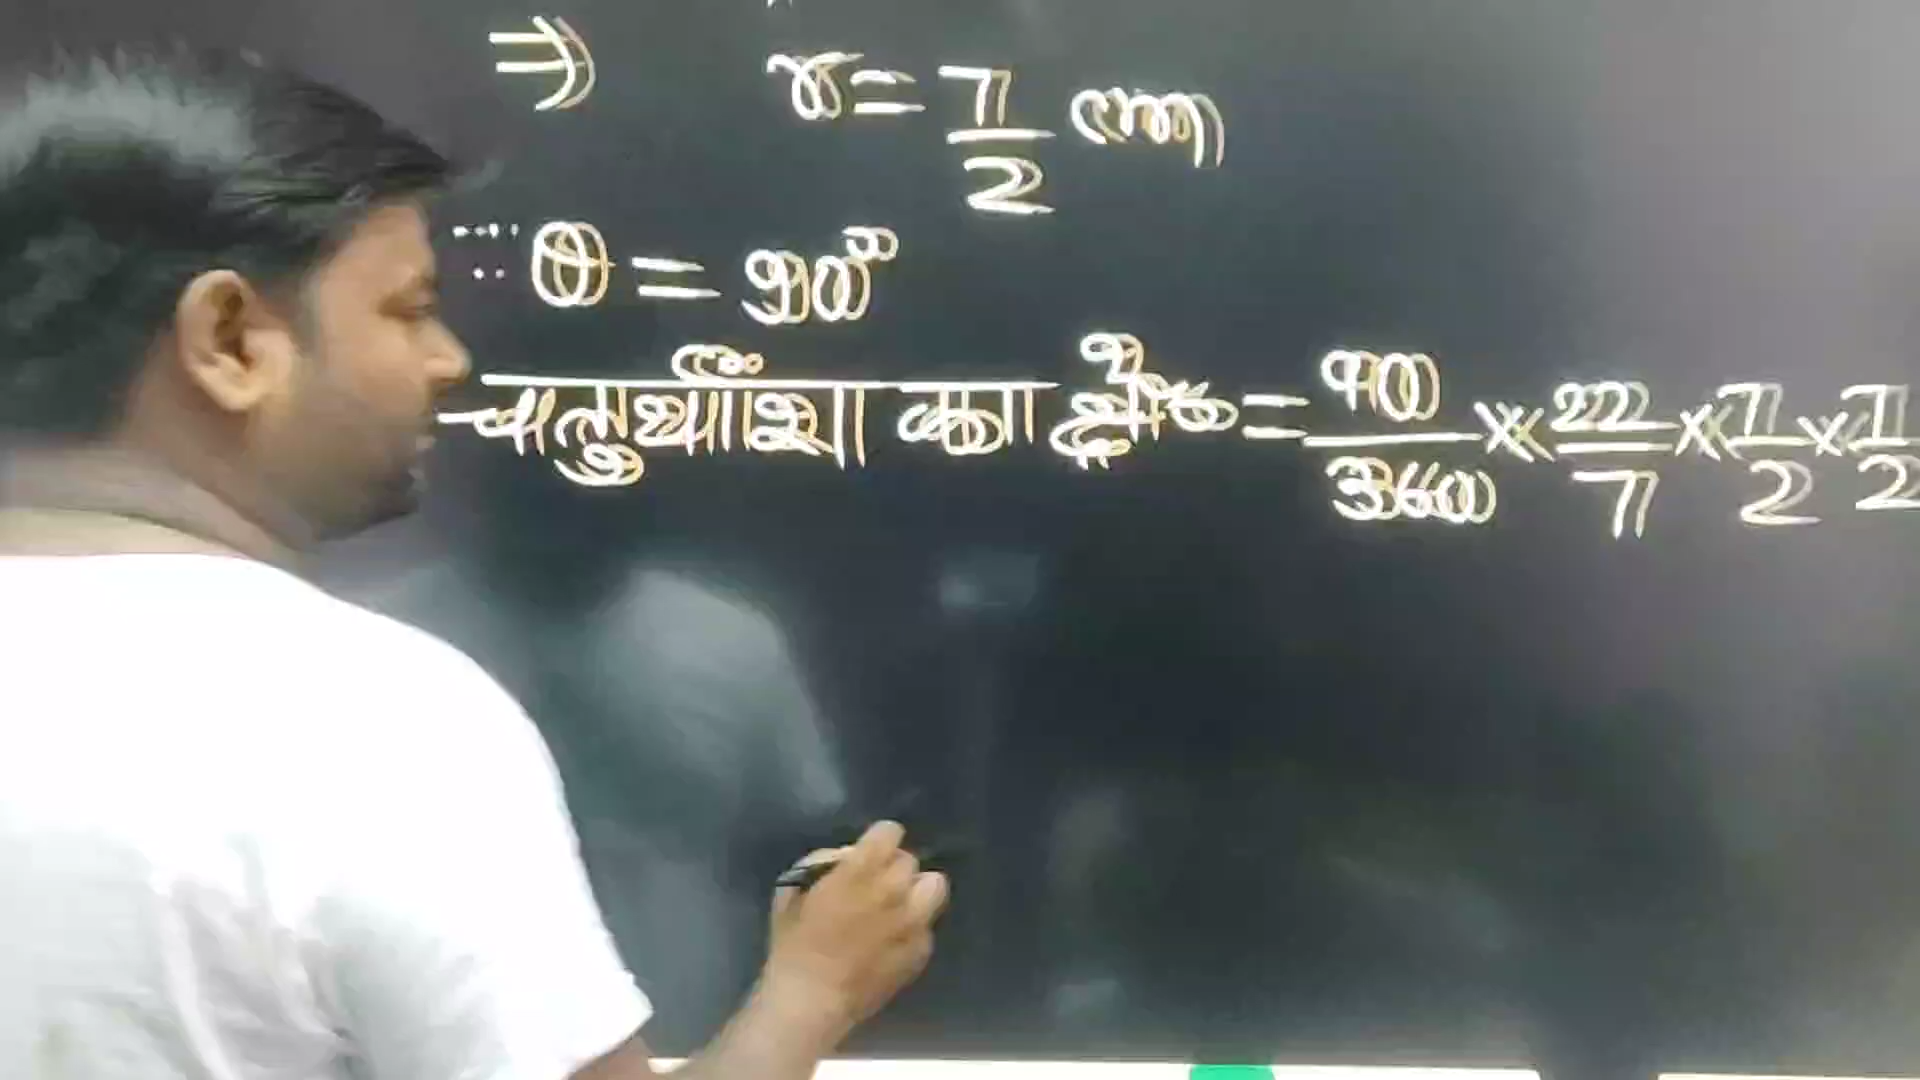 ⇒ r = 7/2 cm
∵ θ = 90°
∴ चतुर्थांश का क्षेत्रफल = 90/360 × 22/7 × 7/2 × 7/2